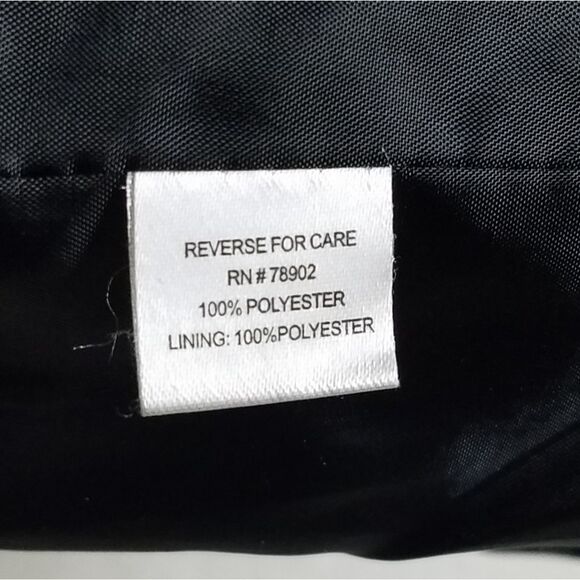 REVERSE FOR CARE
RN # 78902
100% POLYESTER
LINING: 100%POLYESTER